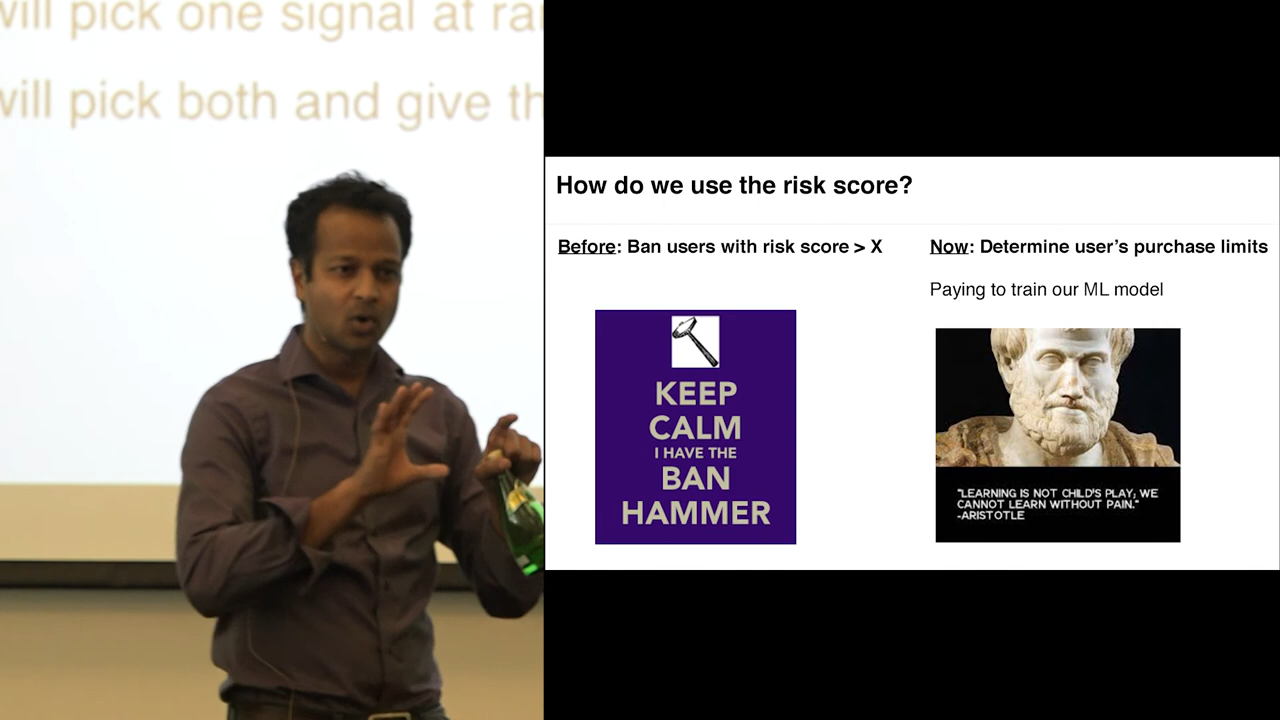 will pick one signal at
will pick both and give
How do we use the risk score?
Before: Ban users with risk score > X
KEEP
CALM
I HAVE THE
BAN
HAMMER
Now: Determine user's purchase limits
Paying to train our ML model
"LEARNING IS NOT CHILD'S PLAY; WE
CANNOT LEARN WITHOUT PAIN."
-ARISTOTLE